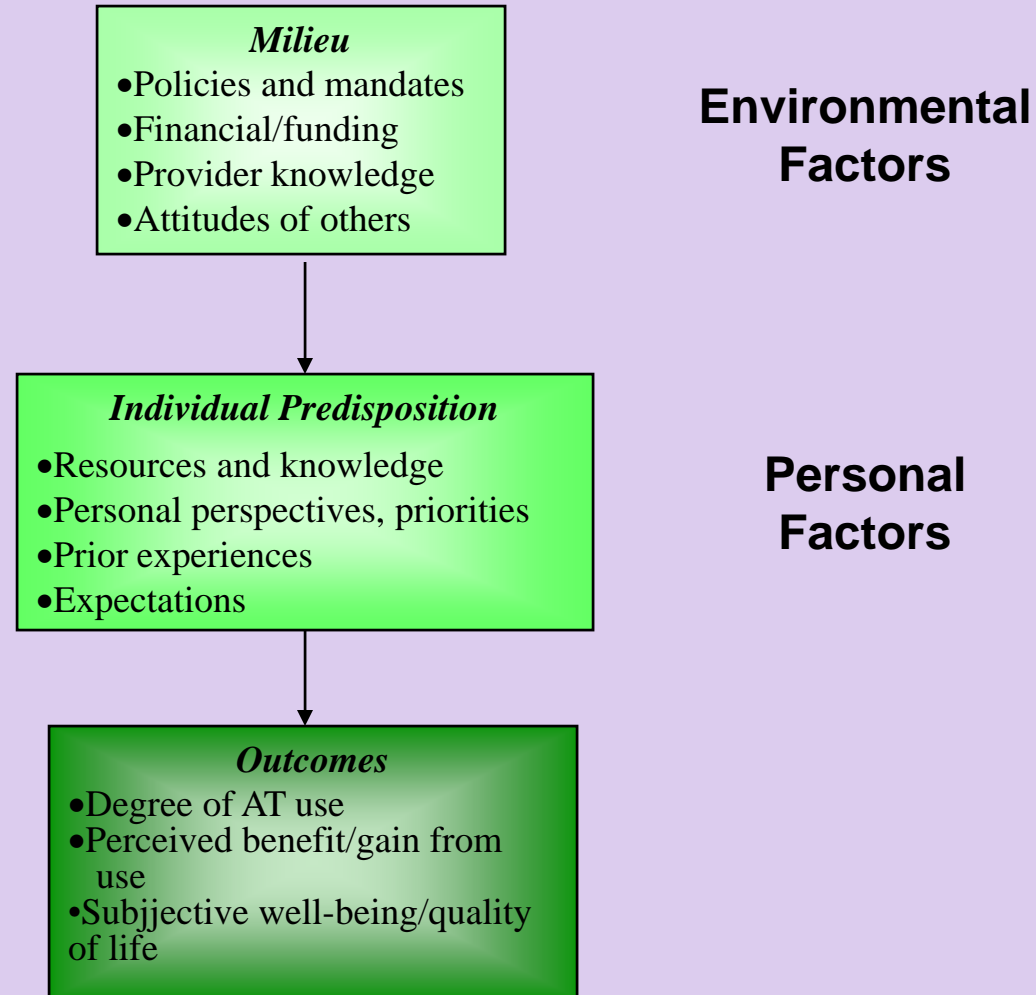 Milieu
•Policies and mandates
•Financial/funding
•Provider knowledge
•Attitudes of others
Environmental
Factors
Individual Predisposition
•Resources and knowledge
•Personal perspectives, priorities
•Prior experiences
•Expectations
Personal
Factors
Outcomes
•Degree of AT use
•Perceived benefit/gain from
use
•Subjjective well-being/quality
of life